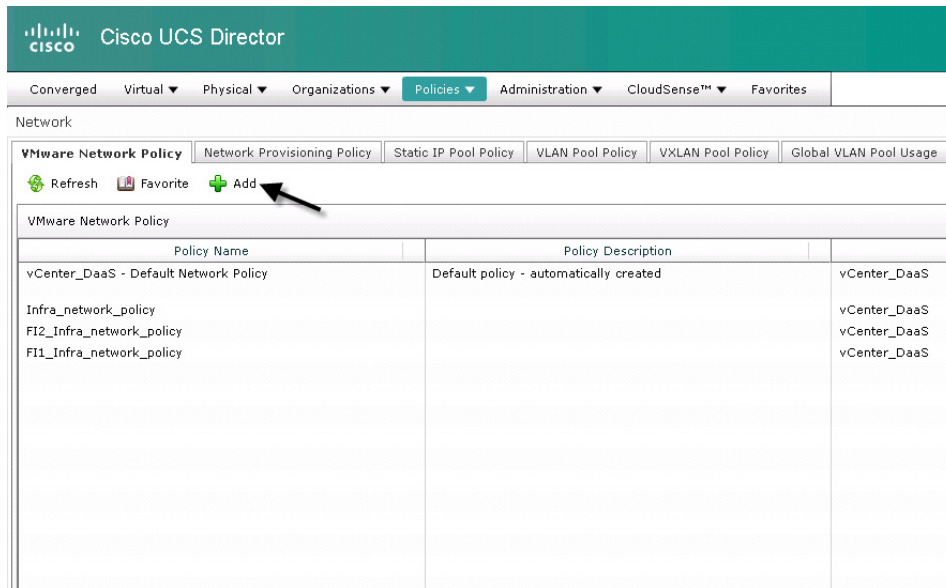 CISCO Cisco UCS Director
Converged Virtual ▼ Physical ▼ Organizations ▼ Policies ▼ Administration ▼ CloudSense™ ▼ Favorites
Network
VMware Network Policy Network Provisioning Policy Static IP Pool Policy VLAN Pool Policy VXLAN Pool Policy Global VLAN Pool Usage
Refresh Favorite Add
VMware Network Policy
Policy Name Policy Description
vCenter_DaaS - Default Network Policy Default policy - automatically created vCenter_DaaS
Infra_network_policy vCenter_DaaS
FI2_Infra_network_policy vCenter_DaaS
FI1_Infra_network_policy vCenter_DaaS